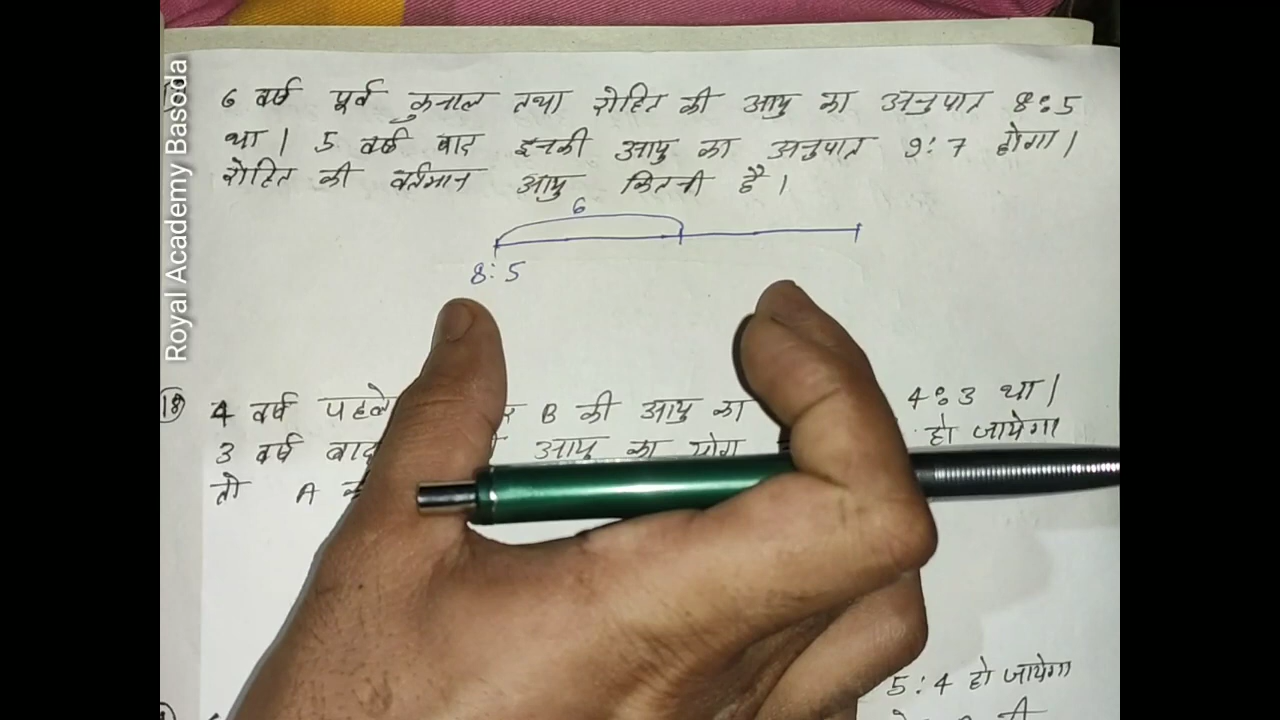 Royal Academy Basoda
6 वर्ष पूर्व कुनाल तथा रोहित की आयु का अनुपात 8:5
था। 5 वर्ष बाद इनकी आयु का अनुपात 9:7 होगा।
रोहित की वर्तमान आयु कितनी है।
6
8:5
18 4 वर्ष पहले B की आयु का 4:3 था।
3 वर्ष बाद आयु का योग हो जायेगा
तो A
5:4 हो जायेगा